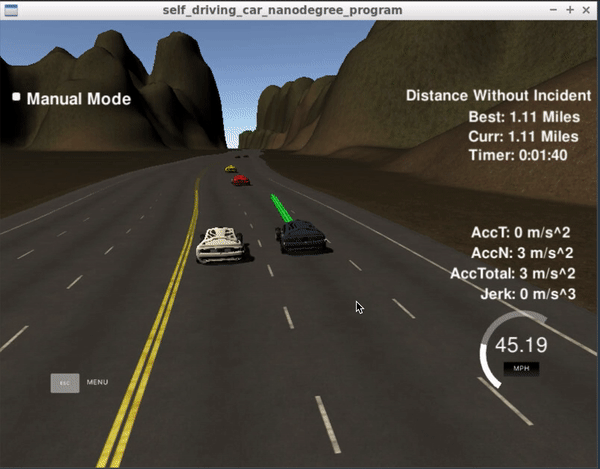 self_driving_car_nanodegree_program
Manual Mode
Distance Without Incident
Best: 1.11 Miles
Curr: 1.11 Miles
Timer: 0:01:40
AccT: 0 m/s^2
AccN: 3 m/s^2
AccTotal: 3 m/s^2
Jerk: 0 m/s^3
45.19
MPH
ESC MENU